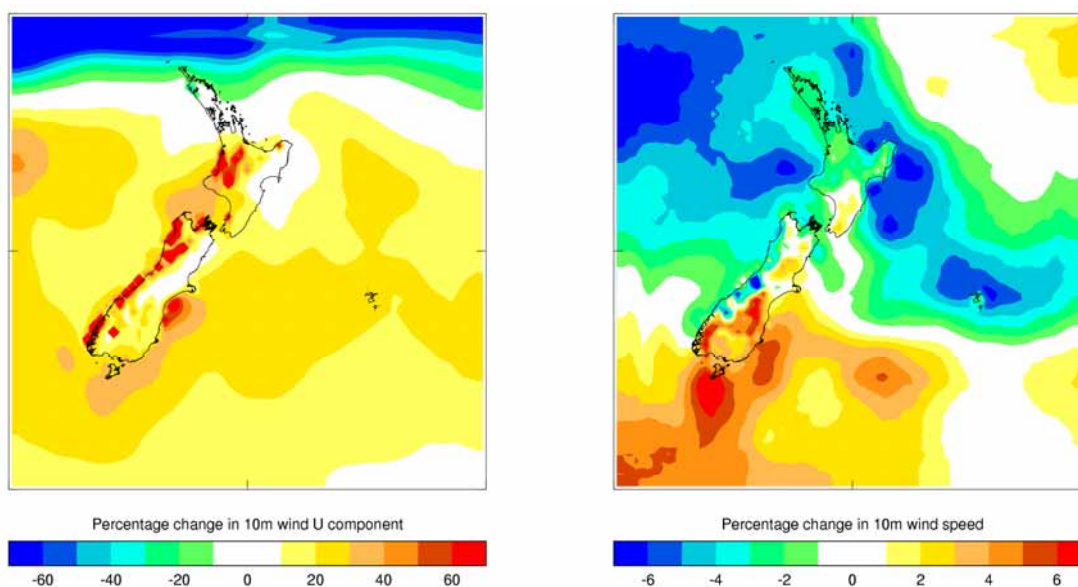 Percentage change in 10m wind U component
-60 -40 -20 0 20 40 60
Percentage change in 10m wind speed
-6 -4 -2 0 2 4 6